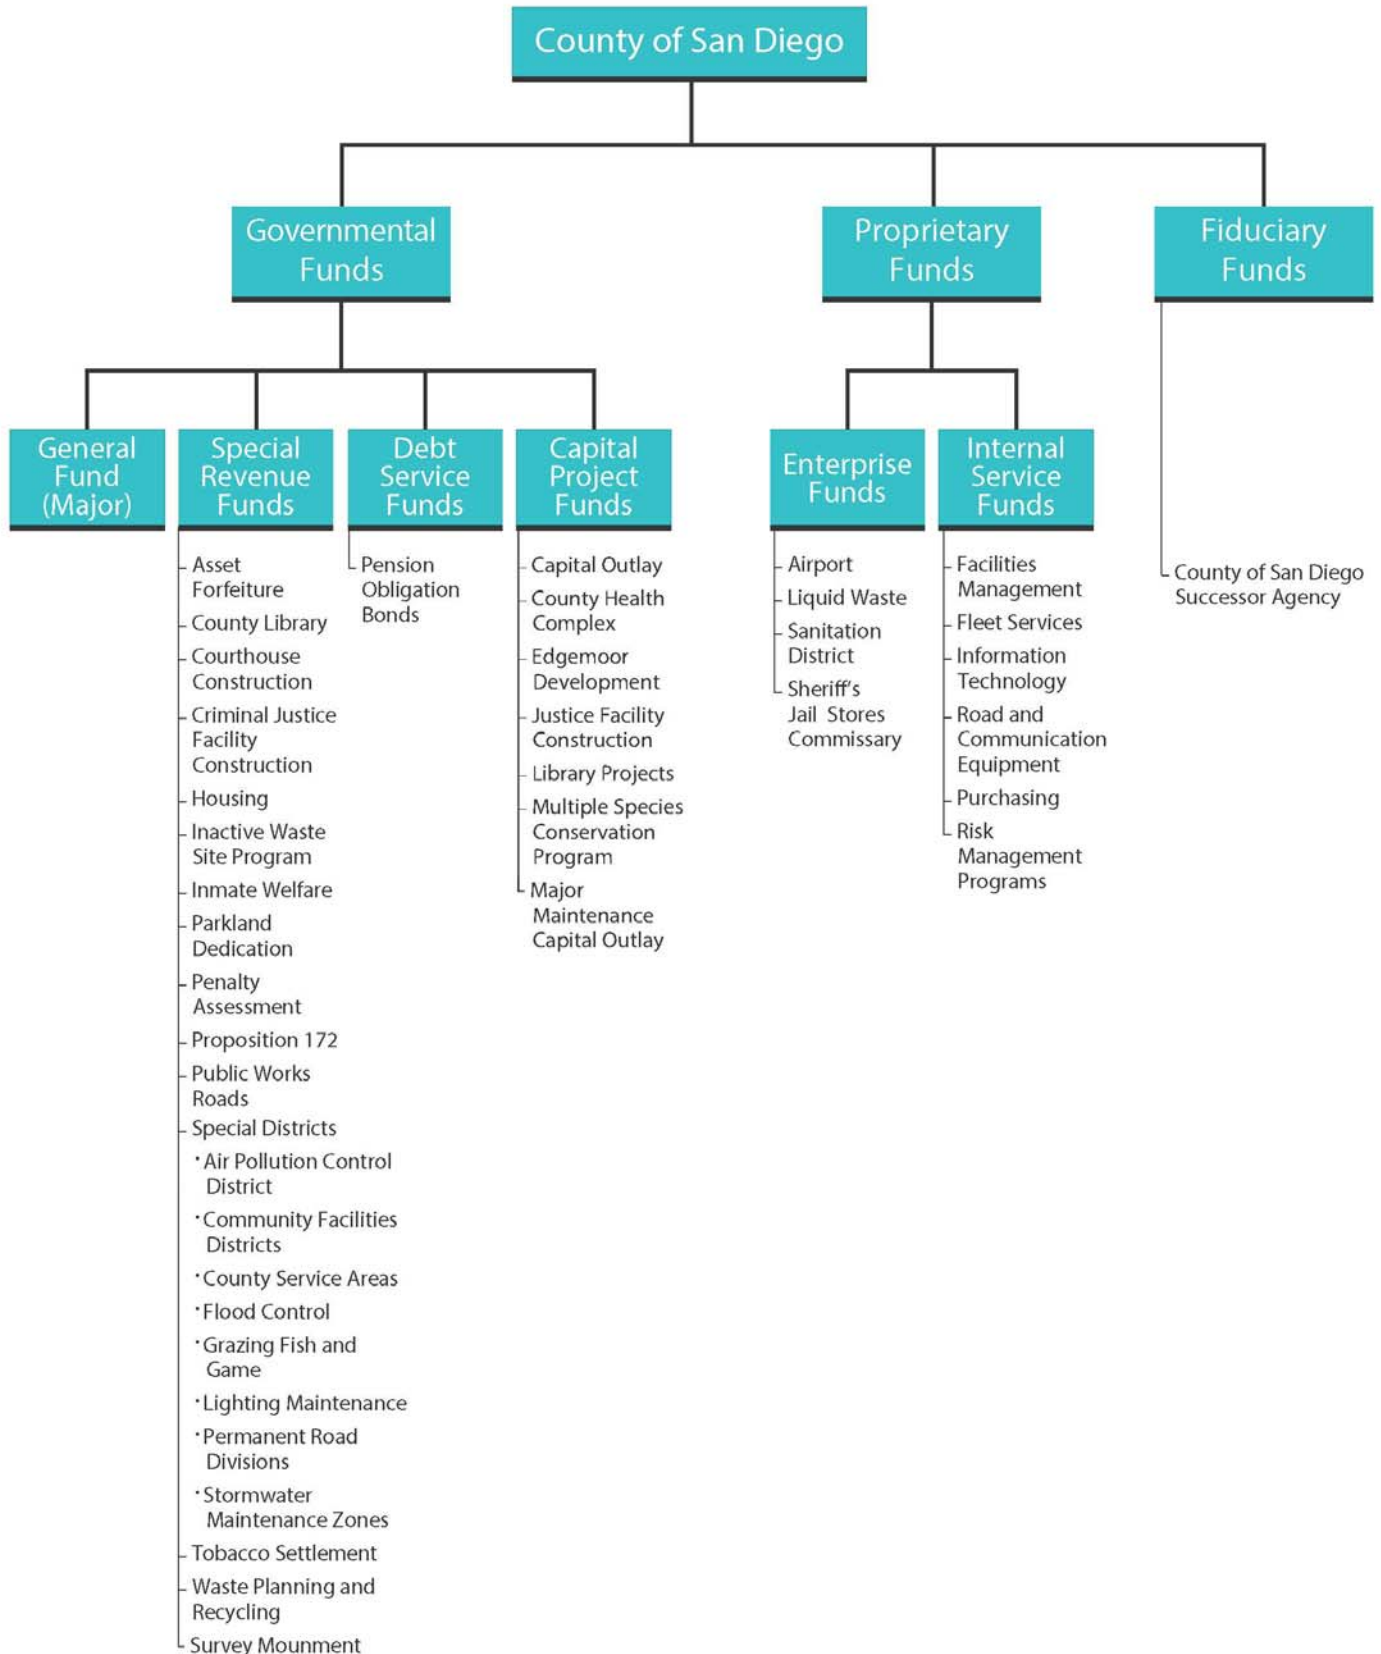 County of San Diego
Governmental
Funds
Proprietary
Funds
Fiduciary
Funds
General
Fund
(Major)
Special
Revenue
Funds
Debt
Service
Funds
Capital
Project
Funds
Enterprise
Funds
Internal
Service
Funds
Asset
Forfeiture
County Library
Courthouse
Construction
Criminal Justice
Facility
Construction
Housing
Inactive Waste
Site Program
Inmate Welfare
Parkland
Dedication
Penalty
Assessment
Proposition 172
Public Works
Roads
Special Districts
· Air Pollution Control
District
· Community Facilities
Districts
· County Service Areas
· Flood Control
· Grazing Fish and
Game
· Lighting Maintenance
· Permanent Road
Divisions
· Stormwater
Maintenance Zones
Tobacco Settlement
Waste Planning and
Recycling
Survey Mounment
Pension
Obligation
Bonds
Capital Outlay
County Health
Complex
Edgemoor
Development
Justice Facility
Construction
Library Projects
Multiple Species
Conservation
Program
Major
Maintenance
Capital Outlay
Airport
Liquid Waste
Sanitation
District
Sheriff's
Jail Stores
Commissary
Facilities
Management
Fleet Services
Information
Technology
Road and
Communication
Equipment
Purchasing
Risk
Management
Programs
County of San Diego
Successor Agency